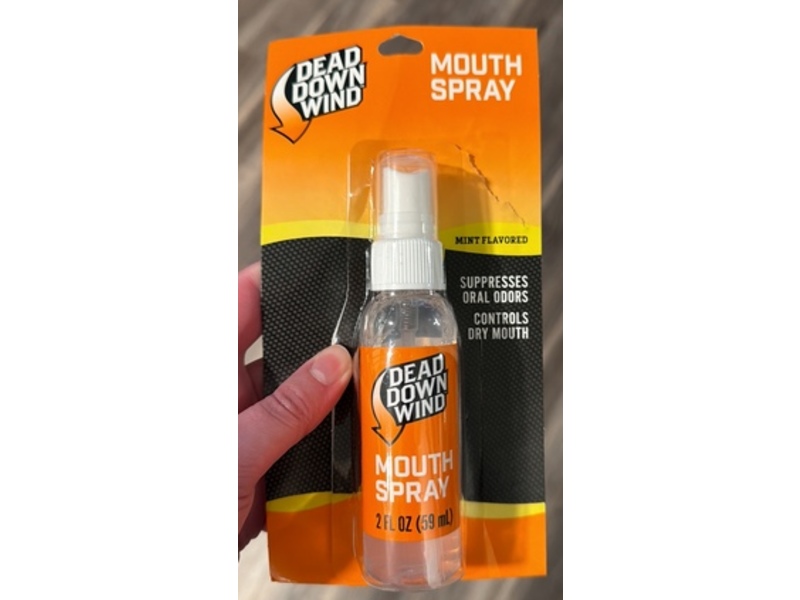 DEAD
DOWN
WIND
MOUTH
SPRAY
MINT FLAVORED
SUPPRESSES
ORAL ODORS
CONTROLS
DRY MOUTH
DEAD
DOWN
WIND
MOUTH
SPRAY
2 FL OZ (59 mL)